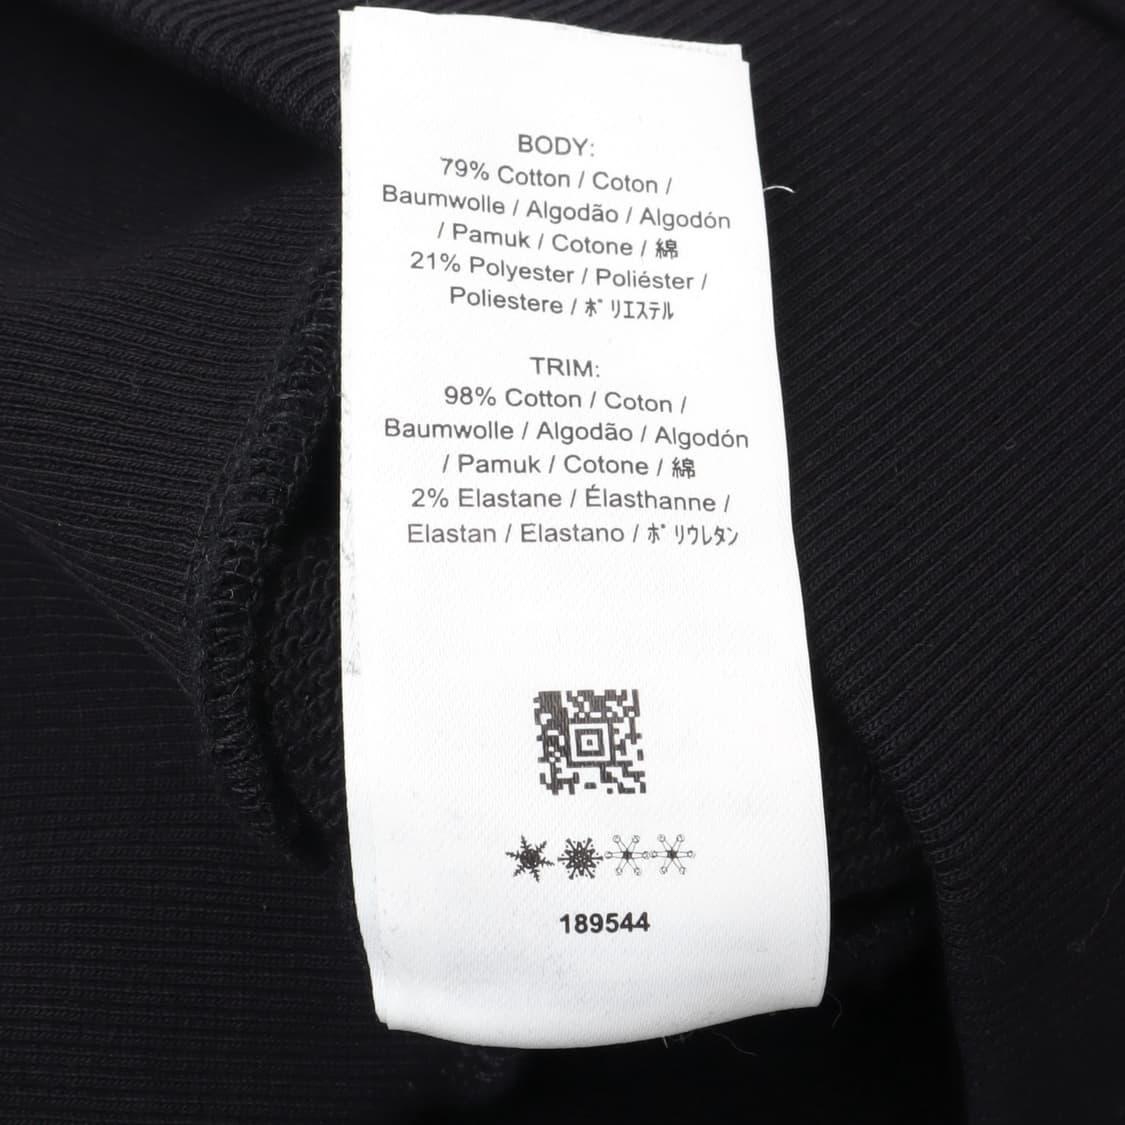 BODY:
79% Cotton / Coton /
Baumwolle / Algodão / Algodón
/ Pamuk / Cotone / 綿
21% Polyester / Poliéster /
Poliestere / ﾎﾟﾘｴｽﾃﾙ
TRIM:
98% Cotton / Coton /
Baumwolle / Algodão / Algodón
/ Pamuk / Cotone / 綿
2% Elastane / Élasthanne /
Elastan / Elastano / ﾎﾟﾘｳﾚﾀﾝ
189544